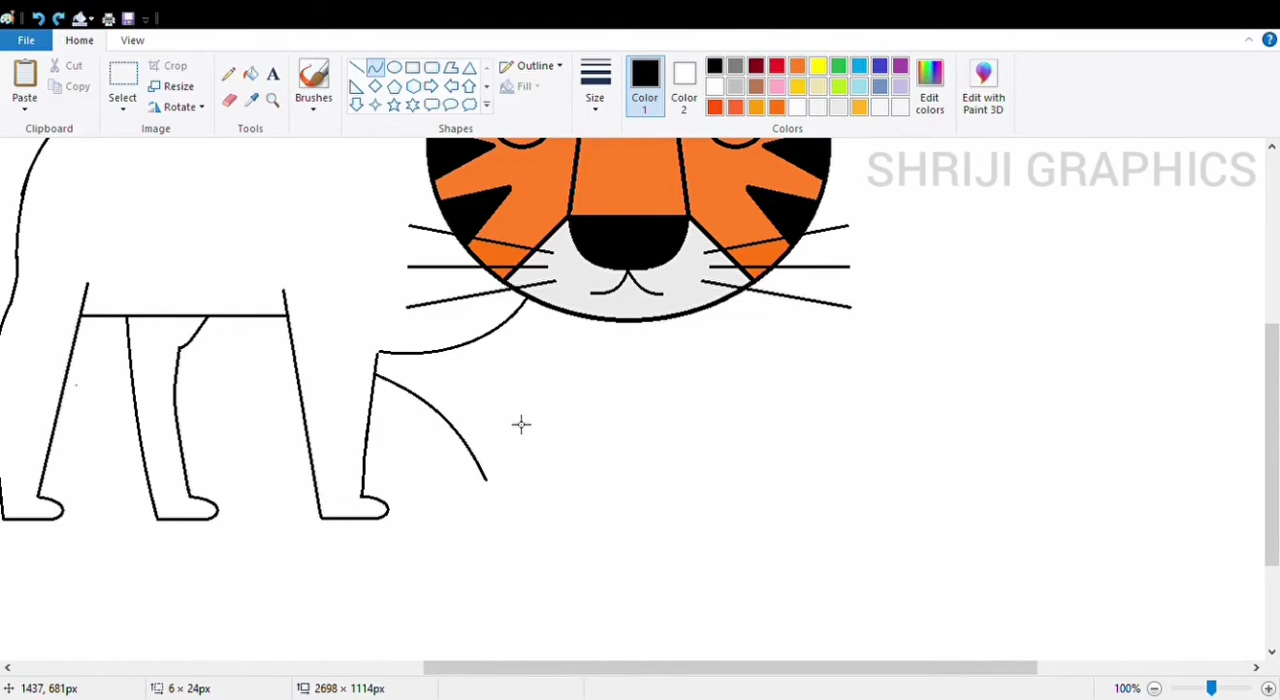 File Home View
Paste Cut Copy Clipboard
Select Crop Resize Rotate Image
A Tools
Brushes
Outline Fill Shapes
Size
Color 1
Color 2
Edit colors
Colors
Edit with Paint 3D
SHRIJI GRAPHICS
1437, 681px 6 × 24px 2698 × 1114px 100%